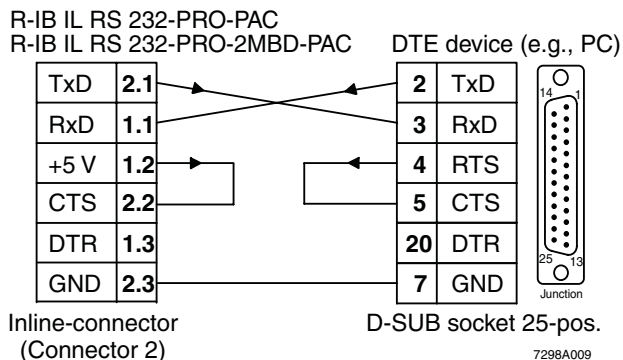 R-IB IL RS 232-PRO-PAC
R-IB IL RS 232-PRO-2MBD-PAC DTE device (e.g., PC)
TxD 2.1 2 TxD
RxD 1.1 3 RxD
+5 V 1.2 4 RTS
CTS 2.2 5 CTS
DTR 1.3 20 DTR
GND 2.3 7 GND
14 1
25 13
Junction
Inline-connector
(Connector 2)
D-SUB socket 25-pos.
7298A009